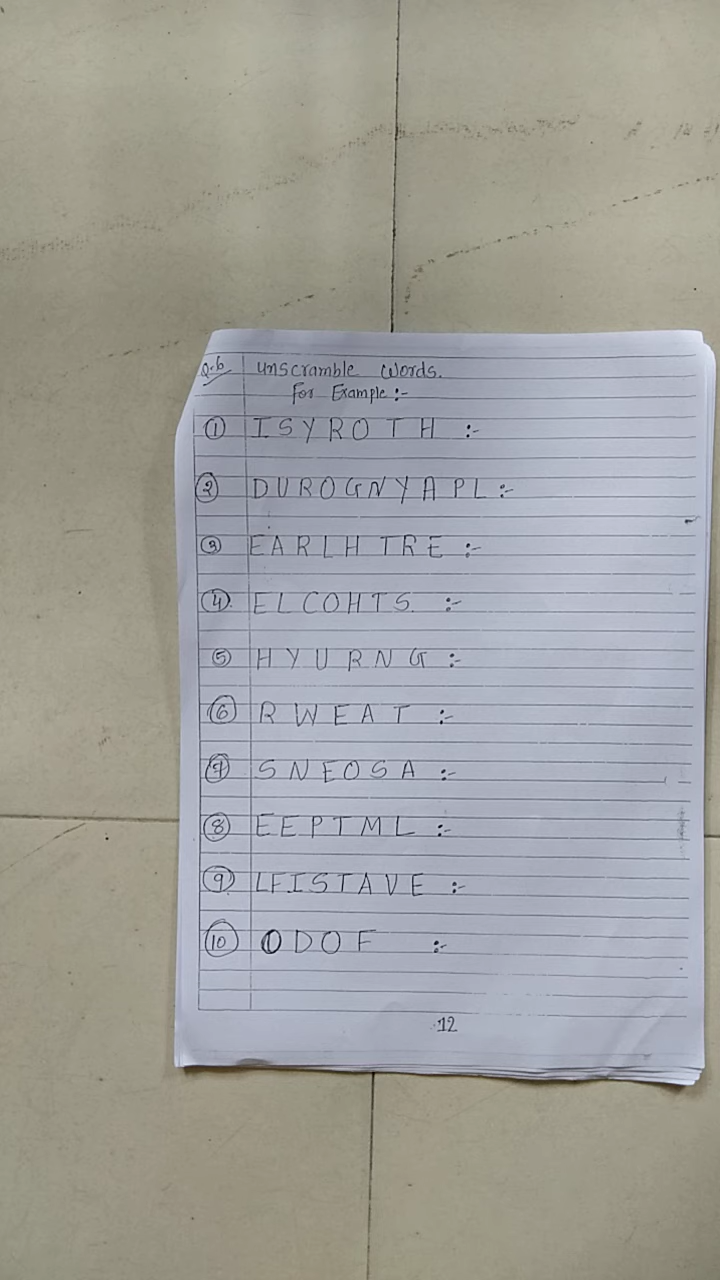 Q.6 unscramble words.
For Example :-
① ISYROTH :-
② DUROGNYAPL :-
③ EARLHTRE :-
④ ELCOHTS :-
⑤ HYURNG :-
⑥ RWEAT :-
⑦ SNEOSA :-
⑧ EEPTML :-
⑨ LFISTAVE :-
⑩ ODOF :-
12